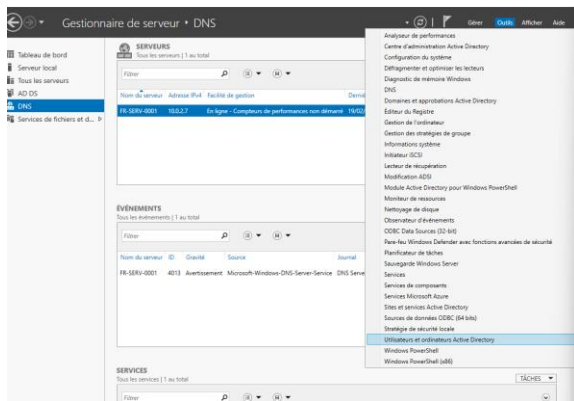 Gestionnaire de serveur • DNS
Gérer Outils Afficher Aide
Tableau de bord
Serveur local
Tous les serveurs
AD DS
DNS
Services de fichiers et d...
SERVEURS
Tous les serveurs | 1 au total
Filtrer
Nom du serveur Adresse IPv4 Facilité de gestion Derniè
FR-SERV-0001 10.0.2.7 En ligne - Compteurs de performances non démarré 19/02/
ÉVÉNEMENTS
Tous les événements | 1 au total
Filtrer
Nom du serveur ID Gravité Source Journal
FR-SERV-0001 4013 Avertissement Microsoft-Windows-DNS-Server-Service DNS Serve
SERVICES
Tous les services | 1 au total
TÂCHES
Filtrer
Analyseur de performances
Centre d'administration Active Directory
Configuration du système
Défragmenter et optimiser les lecteurs
Diagnostic de mémoire Windows
DNS
Domaines et approbations Active Directory
Éditeur du Registre
Gestion de l'ordinateur
Gestion des stratégies de groupe
Informations système
Initiateur iSCSI
Lecteur de récupération
Modification ADSI
Module Active Directory pour Windows PowerShell
Moniteur de ressources
Nettoyage de disque
Observateur d'événements
ODBC Data Sources (32-bit)
Pare-feu Windows Defender avec fonctions avancées de sécurité
Planificateur de tâches
Sauvegarde Windows Server
Services
Services de composants
Services Microsoft Azure
Sites et services Active Directory
Sources de données ODBC (64 bits)
Stratégie de sécurité locale
Utilisateurs et ordinateurs Active Directory
Windows PowerShell
Windows PowerShell (x86)